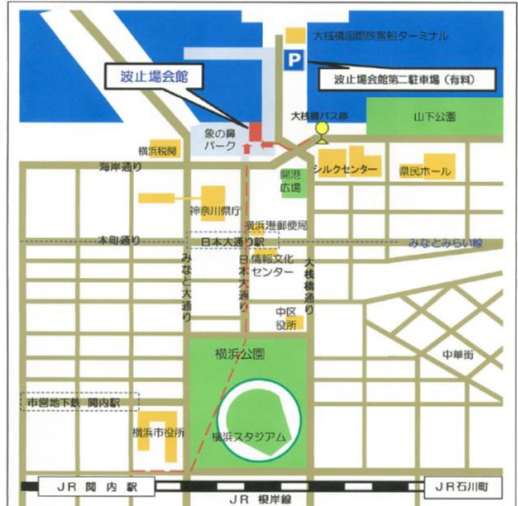 大桟橋国際旅客船ターミナル
P
波止場会館
波止場会館第二駐車場（有料）
大桟橋バス停
山下公園
象の鼻
パーク
横浜税関
海岸通り
シルクセンター
県民ホール
開港
広場
神奈川県庁
横浜港郵便局
本町通り
日本大通り駅
みなとみらい線
情報文化
センター
みなと大通り
日本大通り
大桟橋通り
中区
役所
横浜公園
中華街
市営地下鉄 関内駅
横浜市役所
横浜スタジアム
JR 関内駅
JR 根岸線
JR石川町